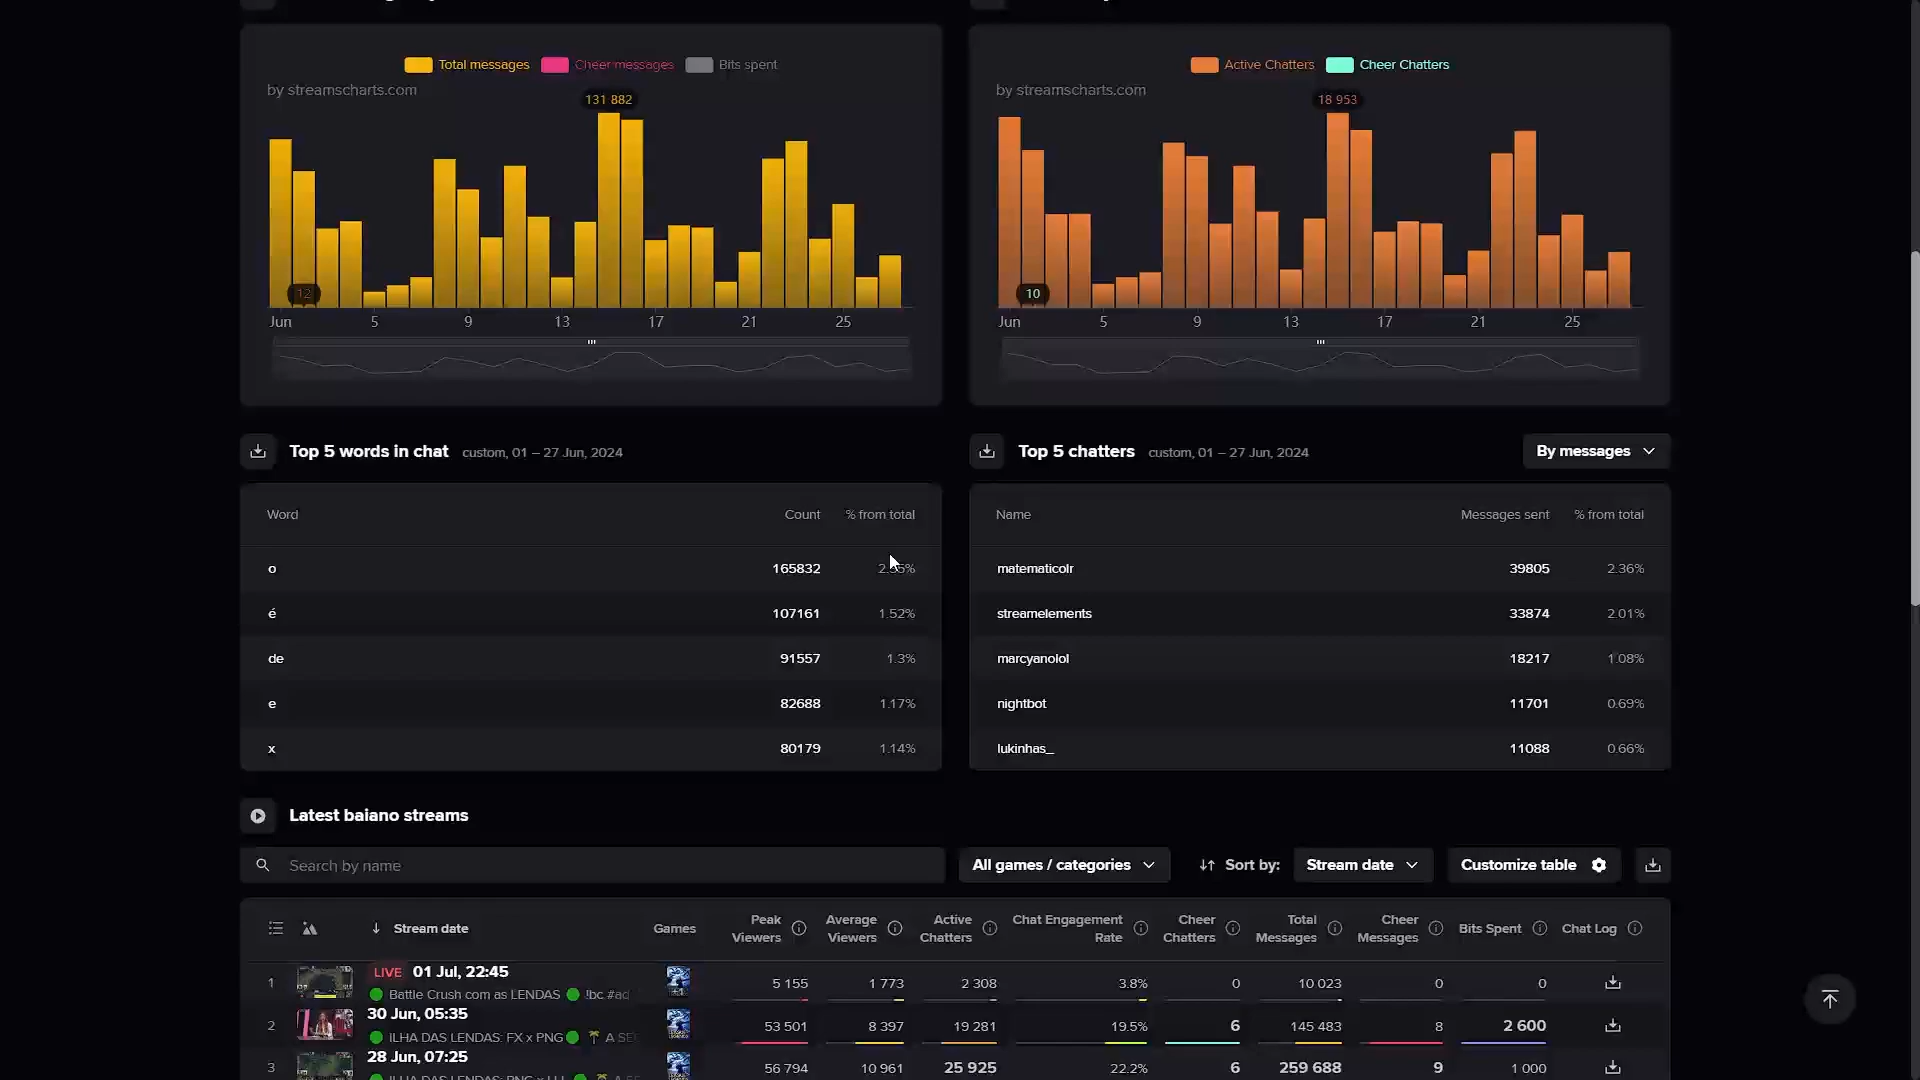 Total messages Cheer messages Bits spent
by streamscharts.com
131 882
12
Jun 5 9 13 17 21 25
Active Chatters Cheer Chatters
by streamscharts.com
18 953
10
Jun 5 9 13 17 21 25
Top 5 words in chat custom, 01 – 27 Jun, 2024
Word Count % from total
o 165832
é 107161 1.52%
de 91557 1.3%
e 82688 1.17%
x 80179 1.14%
Top 5 chatters custom, 01 – 27 Jun, 2024 By messages
Name Messages sent % from total
matematicolr 39805 2.36%
streamelements 33874 2.01%
marcyanolol 18217 1.08%
nightbot 11701 0.69%
lukinhas_ 11088 0.66%
Latest baiano streams
Search by name All games / categories Sort by: Stream date Customize table
Stream date Games Peak Viewers Average Viewers Active Chatters Chat Engagement Rate Cheer Chatters Total Messages Cheer Messages Bits Spent Chat Log
1 LIVE 01 Jul, 22:45 5 155 1 773 2 308 3.8% 0 10 023 0 0
Battle Crush com as LENDAS !bc #ad
2 30 Jun, 05:35 53 501 8 397 19 281 19.5% 6 145 483 8 2 600
ILHA DAS LENDAS: FX x PNG A SE
3 28 Jun, 07:25 56 794 10 961 25 925 22.2% 6 259 688 9 1 000